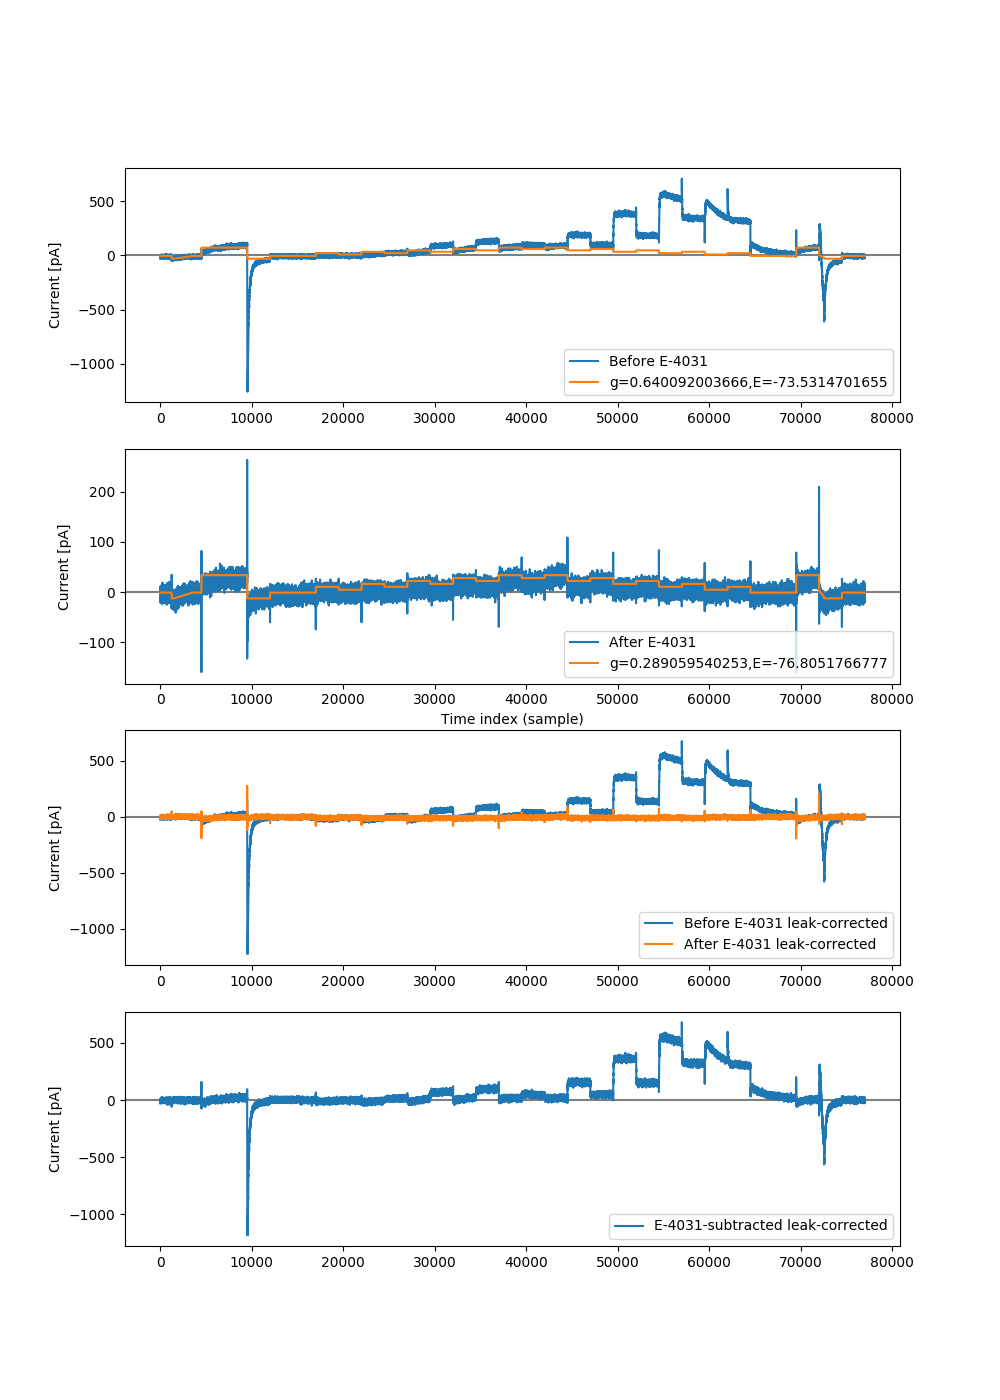 500
0
−500
−1000
Current [pA]
Before E-4031
g=0.640092003666,E=-73.5314701655
0 10000 20000 30000 40000 50000 60000 70000 80000
200
100
0
−100
Current [pA]
After E-4031
g=0.289059540253,E=-76.8051766777
0 10000 20000 30000 40000 50000 60000 70000 80000
Time index (sample)
500
0
−500
−1000
Current [pA]
Before E-4031 leak-corrected
After E-4031 leak-corrected
0 10000 20000 30000 40000 50000 60000 70000 80000
500
0
−500
−1000
Current [pA]
E-4031-subtracted leak-corrected
0 10000 20000 30000 40000 50000 60000 70000 80000